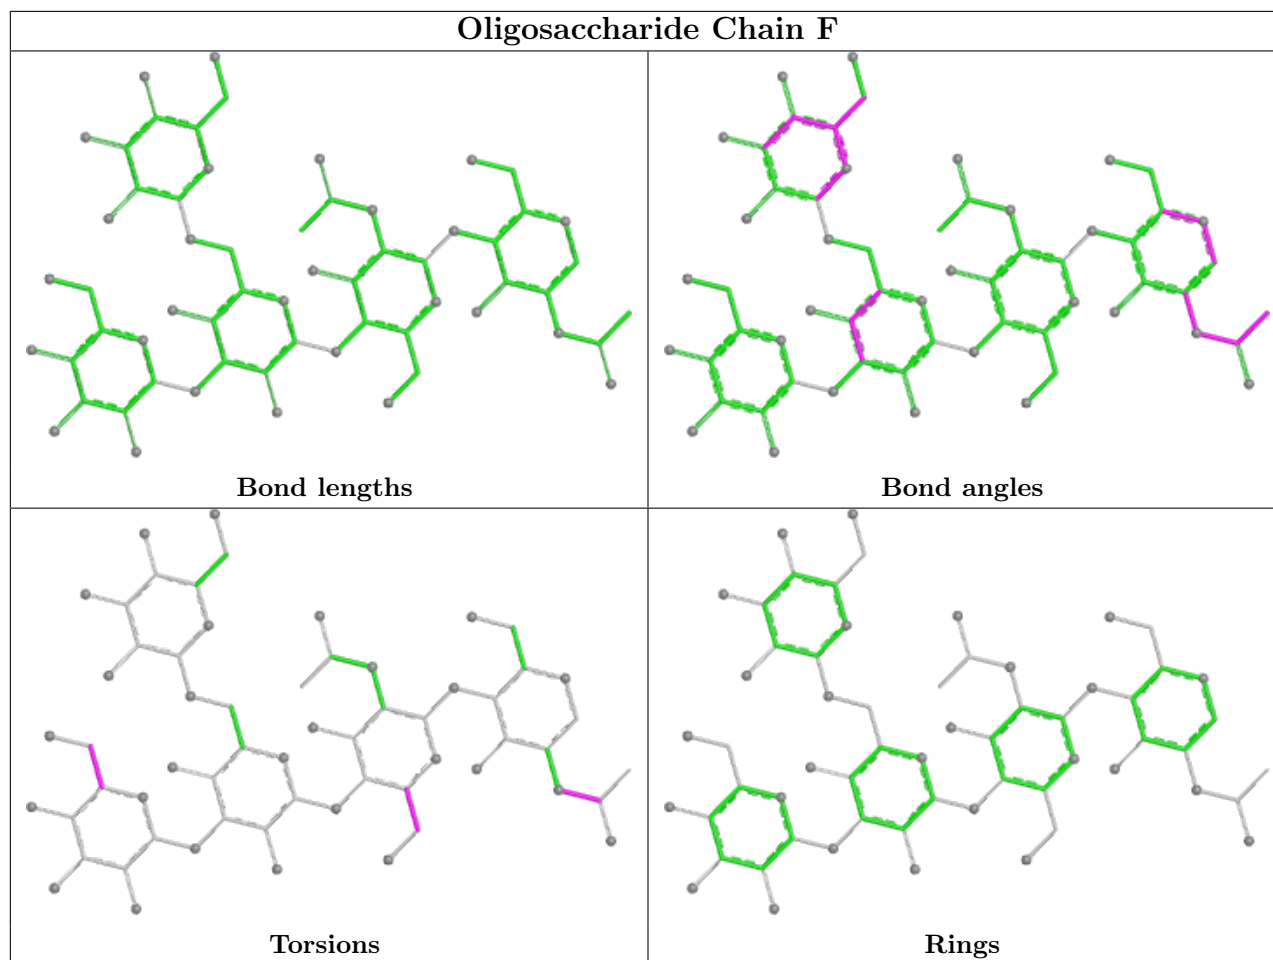 Oligosaccharide Chain F
Bond lengths
Bond angles
Torsions
Rings